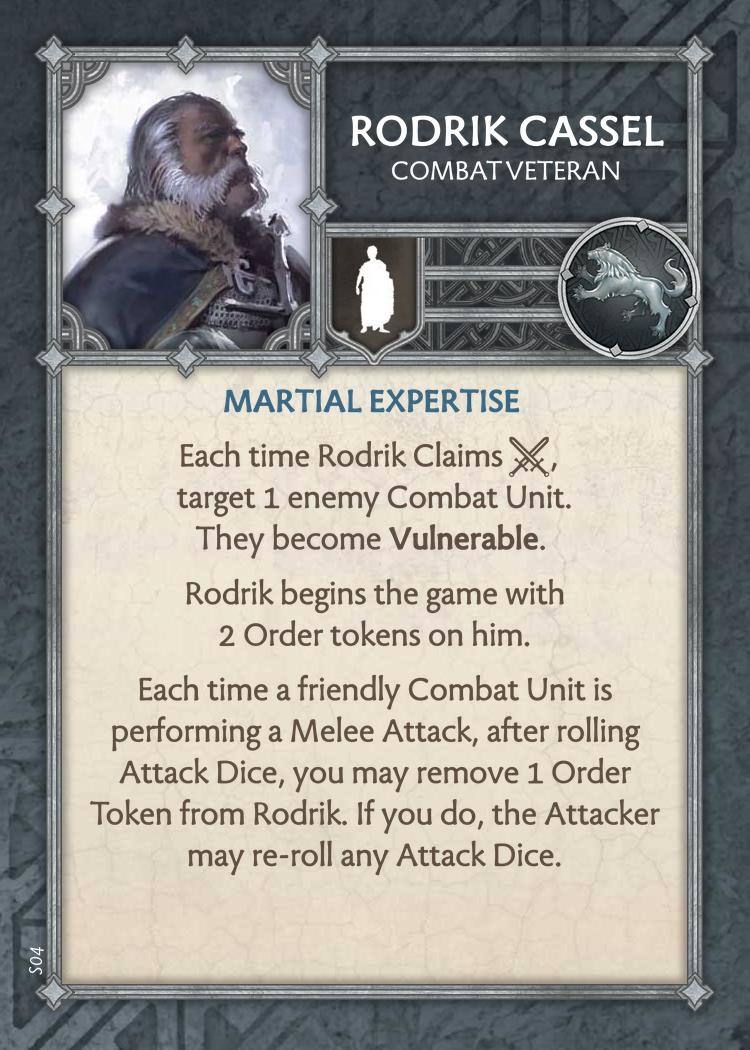 RODRIK CASSEL
COMBAT VETERAN
MARTIAL EXPERTISE
Each time Rodrik Claims ,
target 1 enemy Combat Unit.
They become Vulnerable.
Rodrik begins the game with
2 Order tokens on him.
Each time a friendly Combat Unit is
performing a Melee Attack, after rolling
Attack Dice, you may remove 1 Order
Token from Rodrik. If you do, the Attacker
may re-roll any Attack Dice.
S04